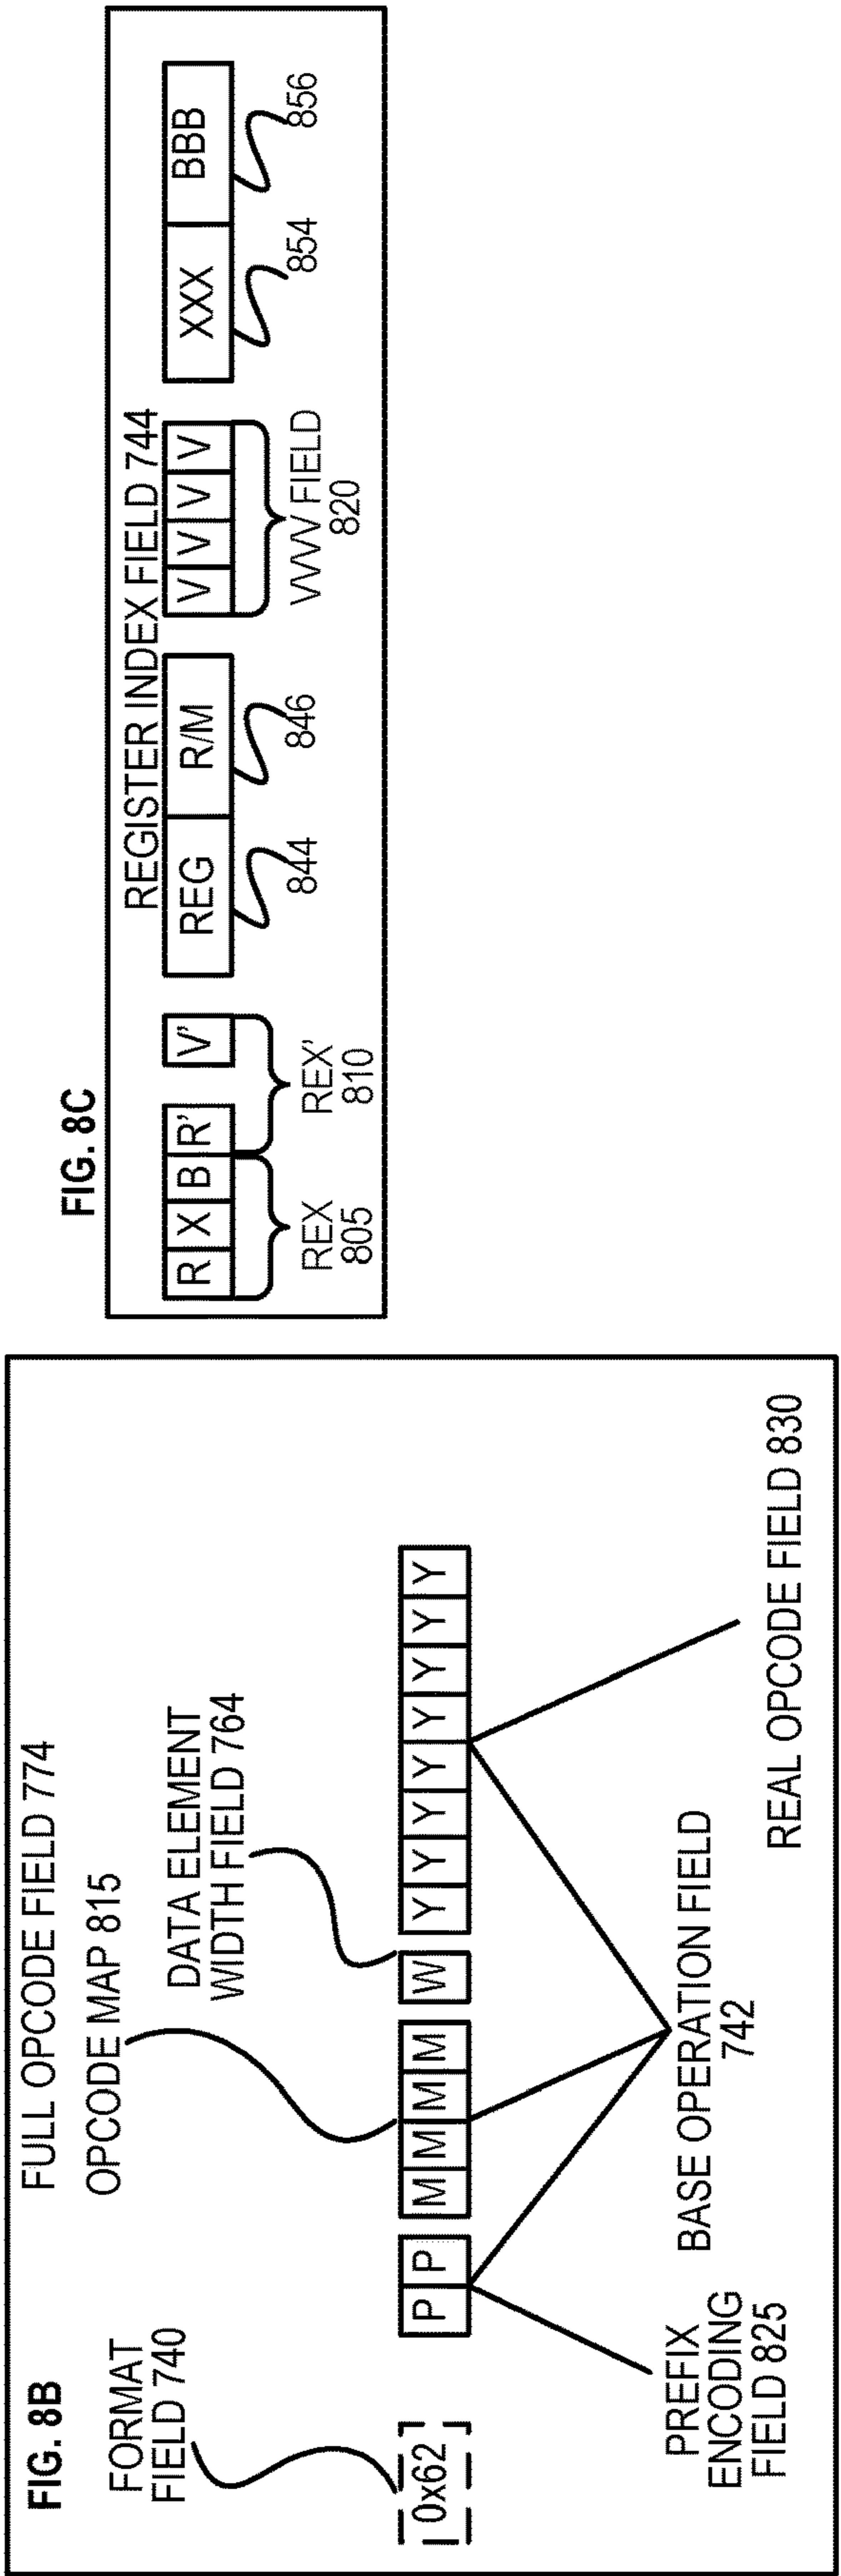 FIG. 8B
FULL OPCODE FIELD 774
FORMAT
FIELD 740
OPCODE MAP 815
DATA ELEMENT
WIDTH FIELD 764
0x62
P P
M M M M
W
Y Y Y Y Y Y Y Y
PREFIX
ENCODING
FIELD 825
BASE OPERATION FIELD
742
REAL OPCODE FIELD 830
FIG. 8C
REGISTER INDEX FIELD 744
R X B R'
V'
REG R/M
V V V V
XXX BBB
REX
805
REX'
810
844
846
VVVV FIELD
820
854
856